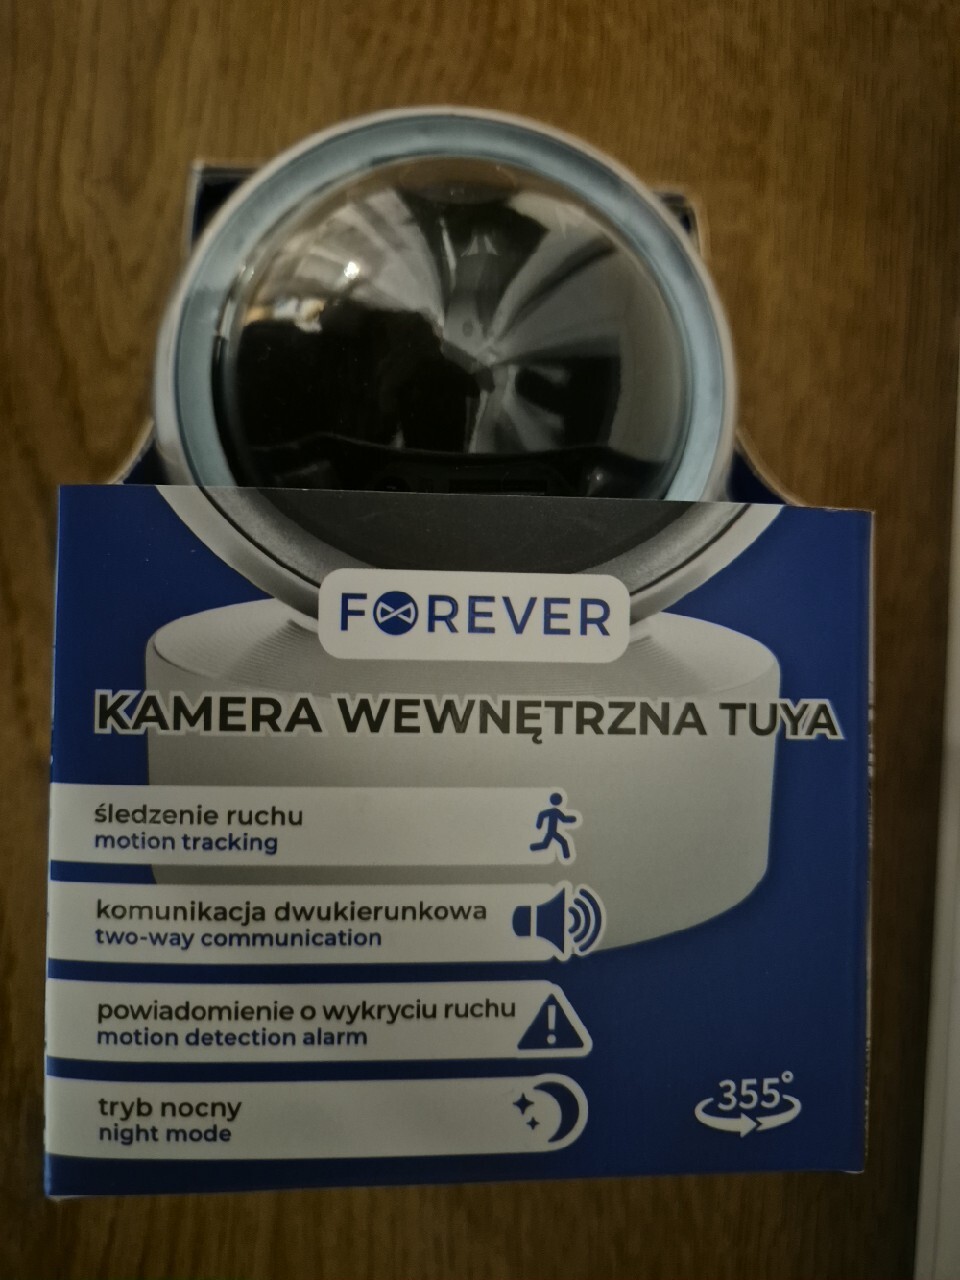 FOREVER
KAMERA WEWNĘTRZNA TUYA
śledzenie ruchu
motion tracking
komunikacja dwukierunkowa
two-way communication
powiadomienie o wykryciu ruchu
motion detection alarm
tryb nocny
night mode
355°